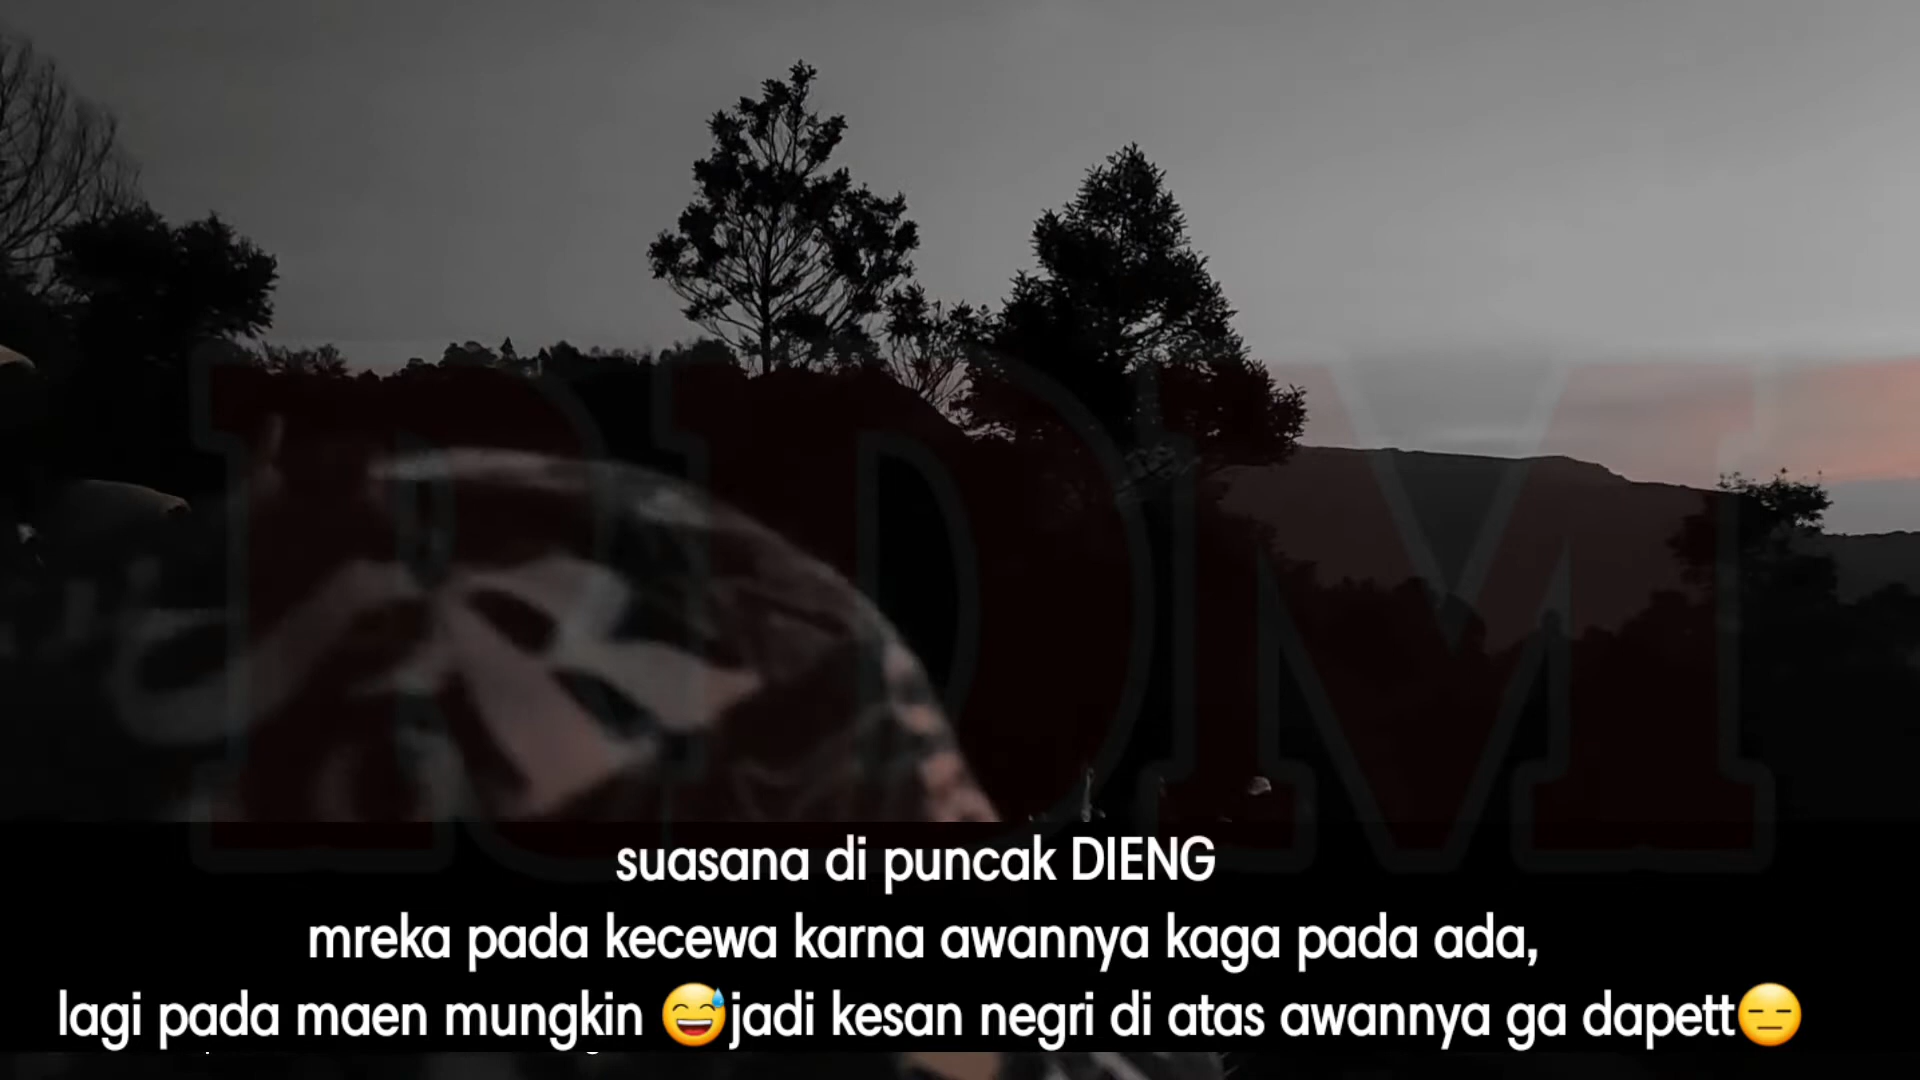 RDM
suasana di puncak DIENG
mreka pada kecewa karna awannya kaga pada ada,
lagi pada maen mungkin 😅jadi kesan negri di atas awannya ga dapett😑